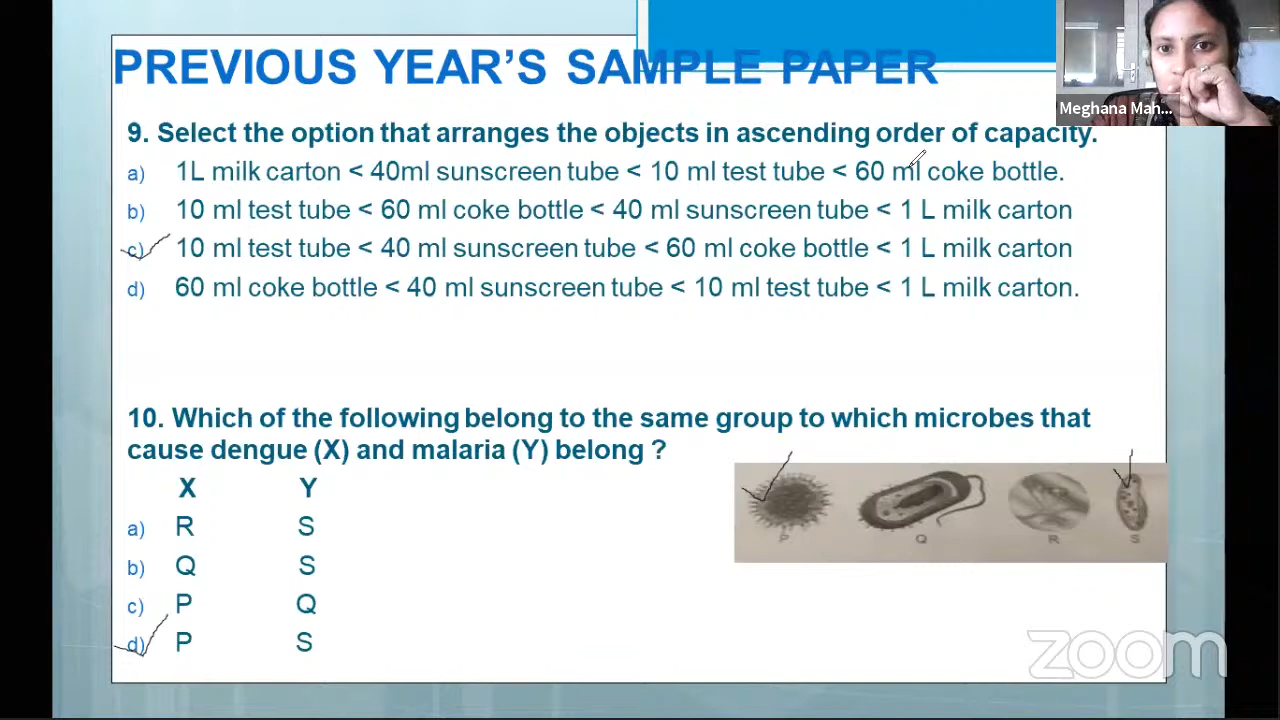 PREVIOUS YEAR'S SAMPLE PAPER
Meghana Mah...
9. Select the option that arranges the objects in ascending order of capacity.
a) 1L milk carton < 40ml sunscreen tube < 10 ml test tube < 60 ml coke bottle.
b) 10 ml test tube < 60 ml coke bottle < 40 ml sunscreen tube < 1 L milk carton
c) 10 ml test tube < 40 ml sunscreen tube < 60 ml coke bottle < 1 L milk carton
d) 60 ml coke bottle < 40 ml sunscreen tube < 10 ml test tube < 1 L milk carton.
10. Which of the following belong to the same group to which microbes that
cause dengue (X) and malaria (Y) belong ?
X Y
a) R S
b) Q S
c) P Q
d) P S
P Q R S
zoom